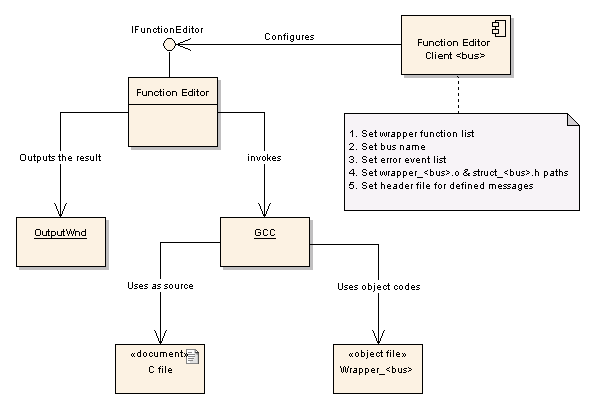 IFunctionEditor
Configures
Function Editor
Client <bus>
Function Editor
1. Set wrapper function list
2. Set bus name
3. Set error event list
4. Set wrapper_<bus>.o & struct_<bus>.h paths
5. Set header file for defined messages
Outputs the result
invokes
OutputWnd
GCC
Uses as source
Uses object codes
«document»
C file
«object file»
Wrapper_<bus>